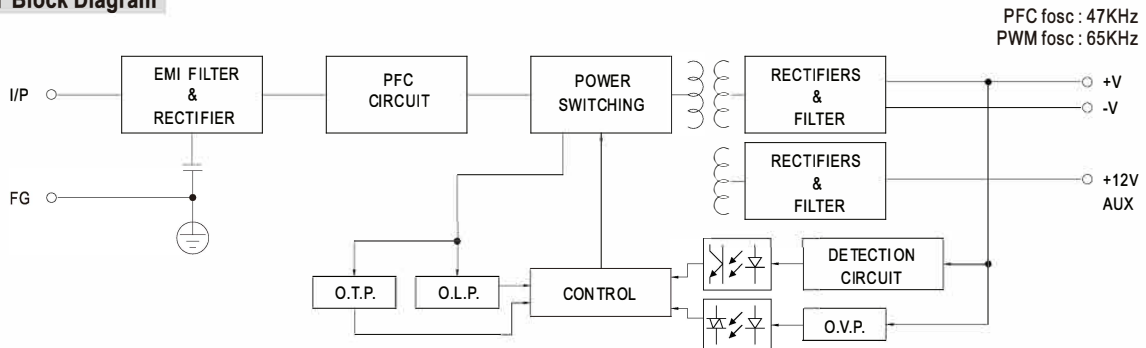 Block Diagram
PFC fosc : 47KHz
PWM fosc : 65KHz
I/P
EMI FILTER
&
RECTIFIER
PFC
CIRCUIT
POWER
SWITCHING
RECTIFIERS
&
FILTER
+V
-V
RECTIFIERS
&
FILTER
+12V
AUX
FG
O.T.P.
O.L.P.
CONTROL
DETECTION
CIRCUIT
O.V.P.